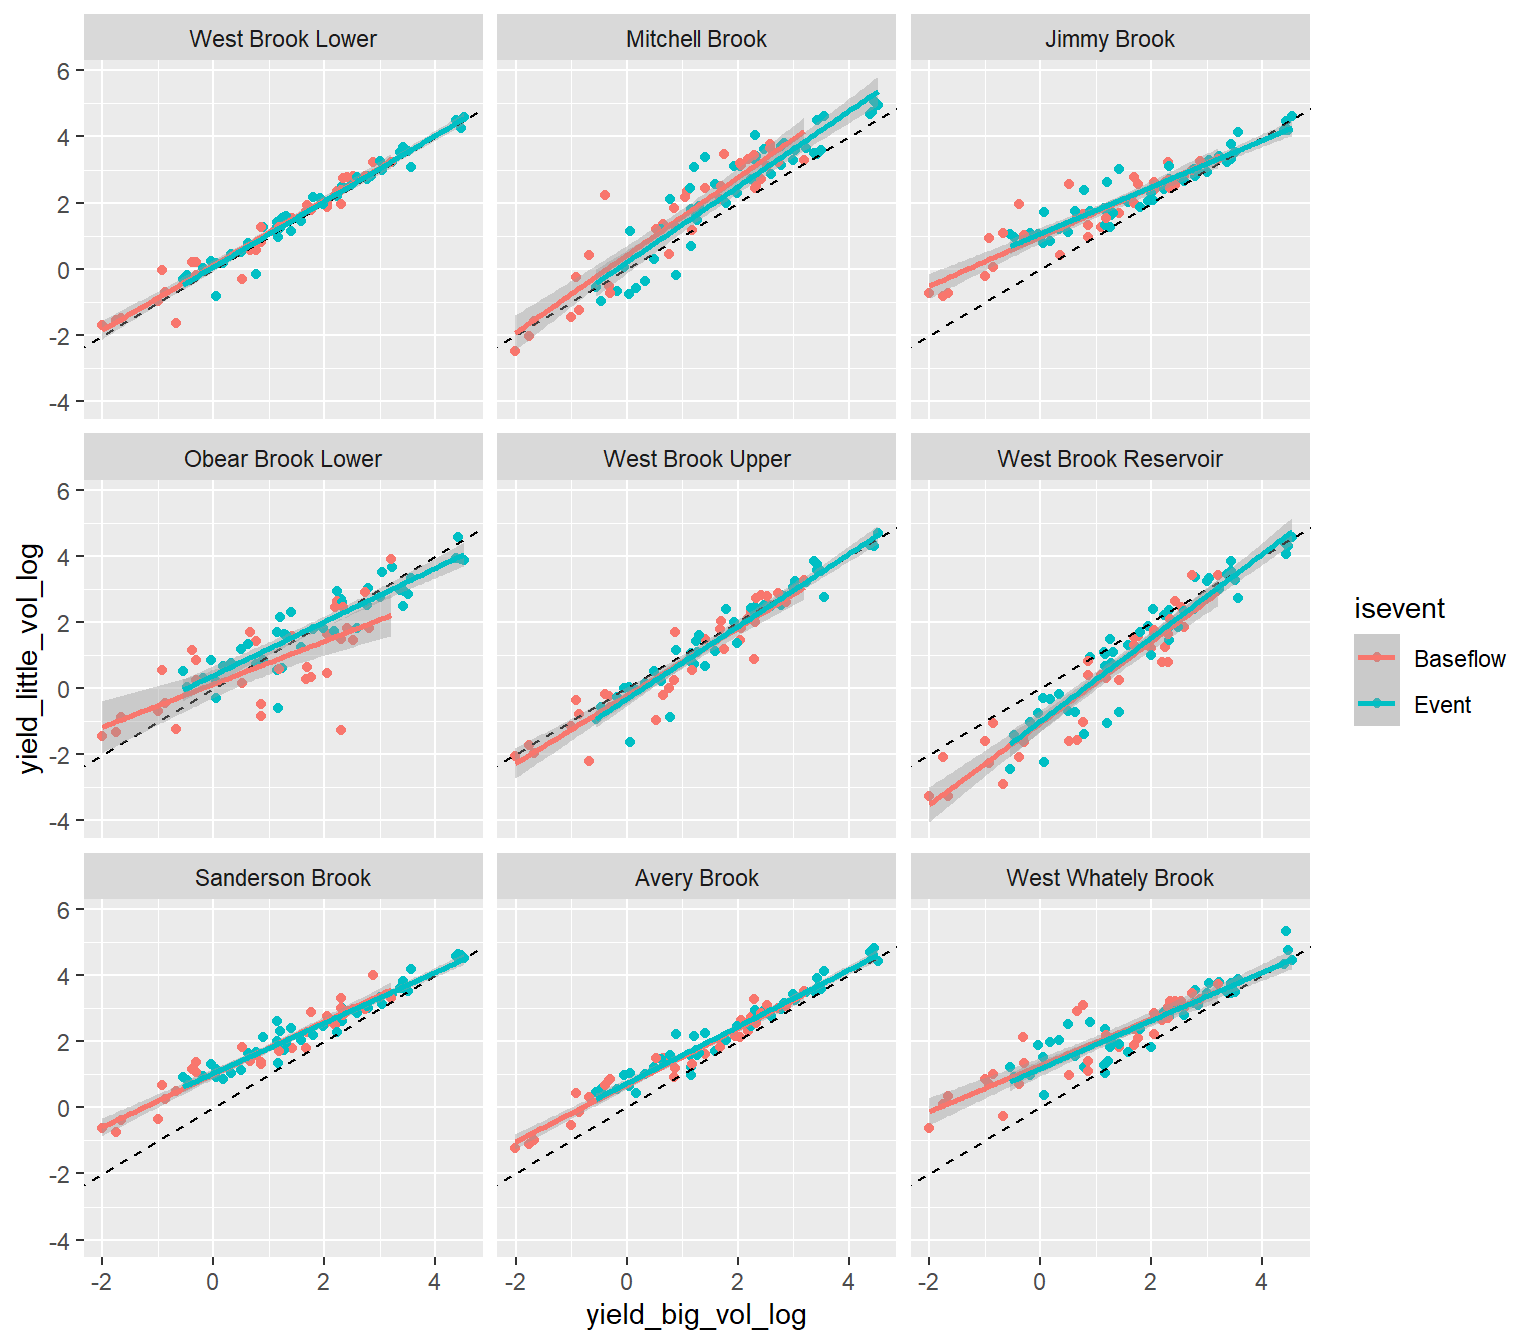 West Brook Lower
Mitchell Brook
Jimmy Brook
6
4
2
0
-2
-4
Obear Brook Lower
West Brook Upper
West Brook Reservoir
6
4
2
0
-2
-4
yield_little_vol_log
isevent
Baseflow
Event
Sanderson Brook
Avery Brook
West Whately Brook
6
4
2
0
-2
-4
-2 0 2 4
-2 0 2 4
-2 0 2 4
yield_big_vol_log